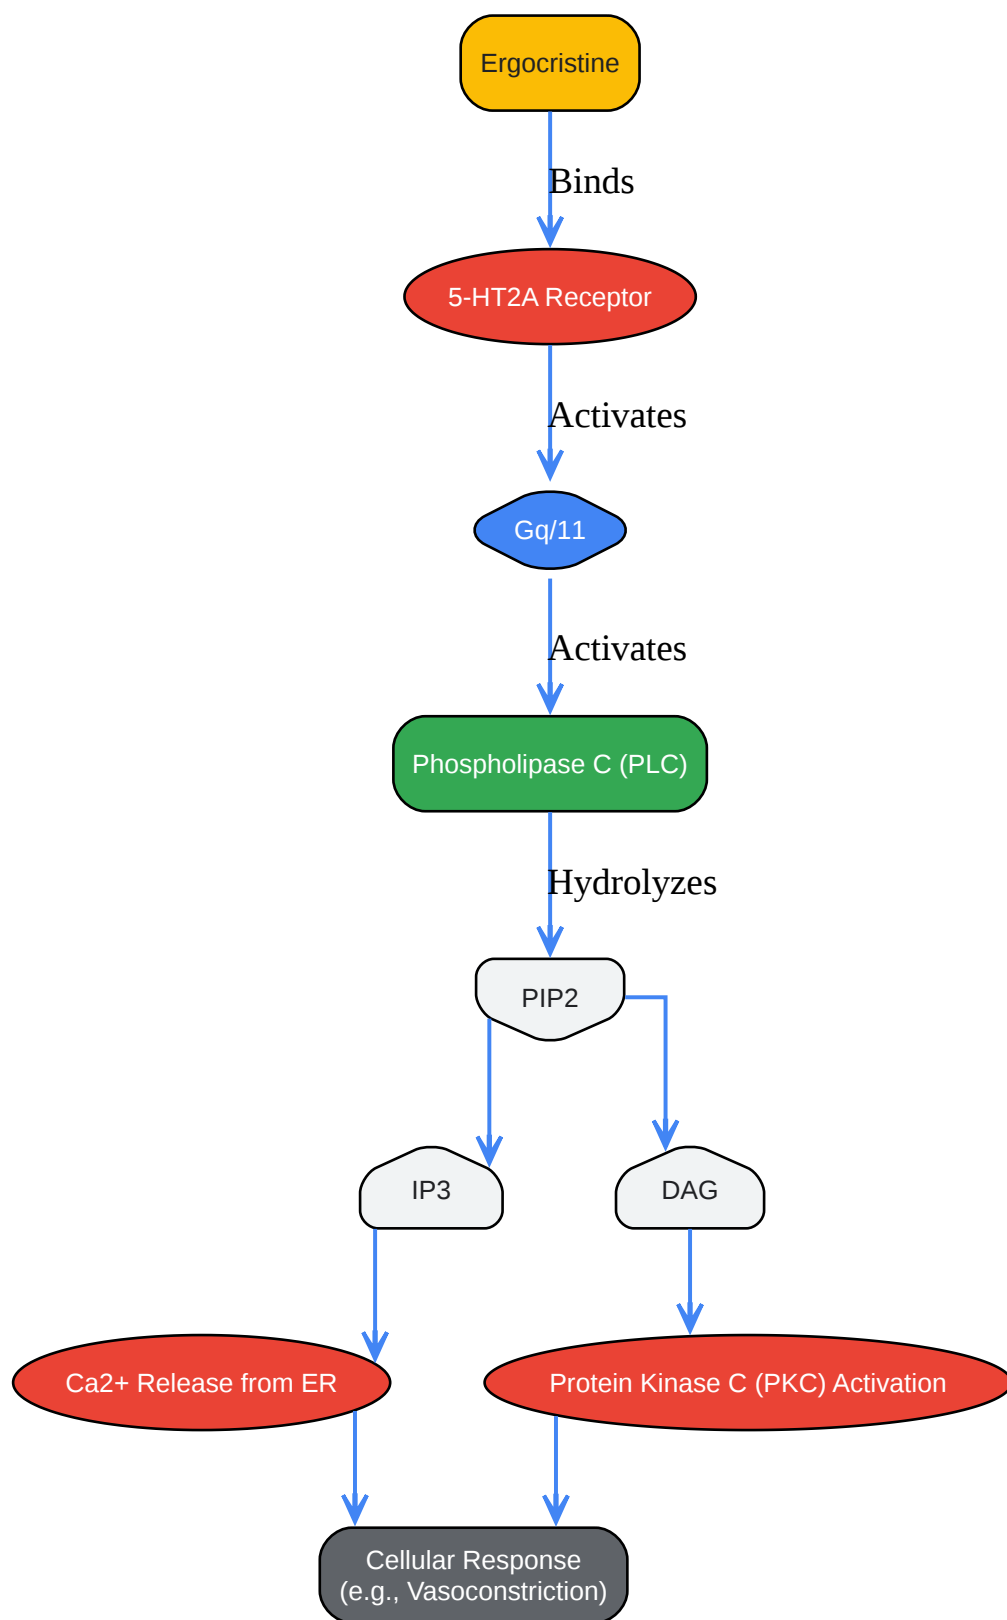 Ergocristine
Binds
5-HT2A Receptor
Activates
Gq/11
Activates
Phospholipase C (PLC)
Hydrolyzes
PIP2
IP3
DAG
Ca2+ Release from ER
Protein Kinase C (PKC) Activation
Cellular Response
(e.g., Vasoconstriction)